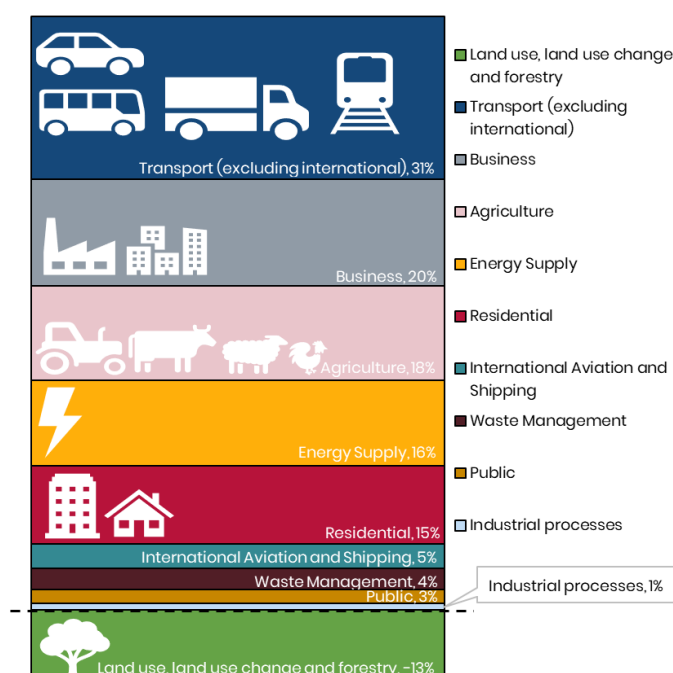 Transport (excluding international), 31%
Business, 20%
Agriculture, 18%
Energy Supply, 16%
Residential, 15%
International Aviation and Shipping, 5%
Waste Management, 4%
Public, 3%
Industrial processes, 1%
Land use, land use change and forestry, -13%
Land use, land use change
and forestry
Transport (excluding
international)
Business
Agriculture
Energy Supply
Residential
International Aviation and
Shipping
Waste Management
Public
Industrial processes